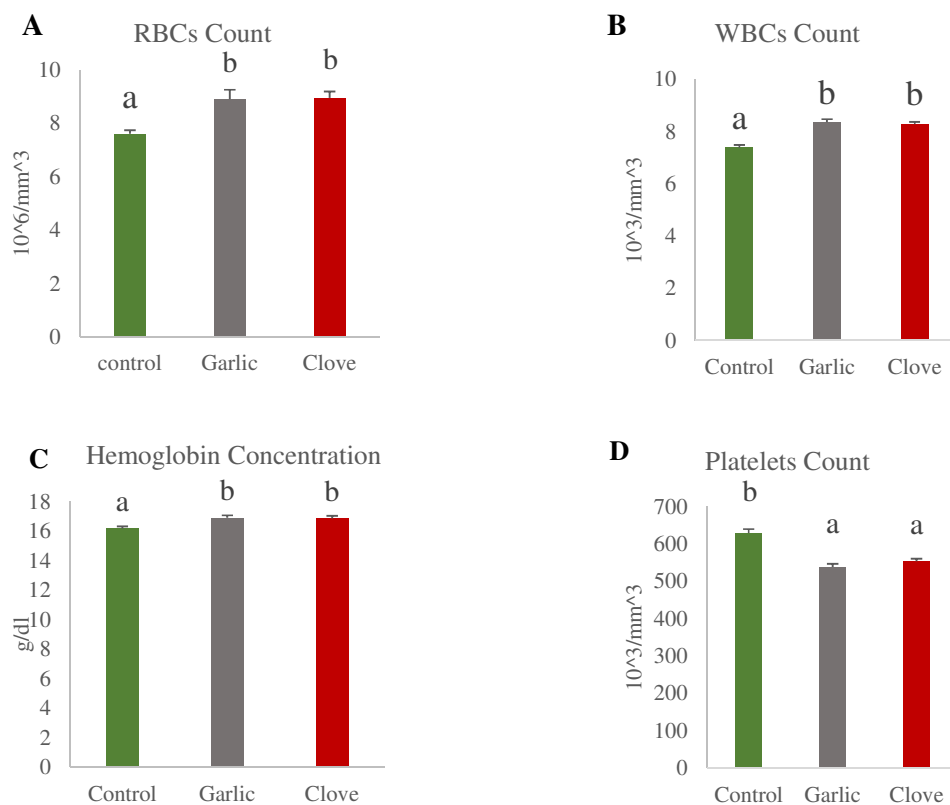 A
RBCs Count
a
b
b
10^6/mm^3
10
8
6
4
2
0
control Garlic Clove
B
WBCs Count
a
b
b
10^3/mm^3
10
8
6
4
2
0
Control Garlic Clove
C
Hemoglobin Concentration
a
b
b
g/dl
18
16
14
12
10
8
6
4
2
0
Control Garlic Clove
D
Platelets Count
b
a
a
10^3/mm^3
700
600
500
400
300
200
100
0
Control Garlic Clove